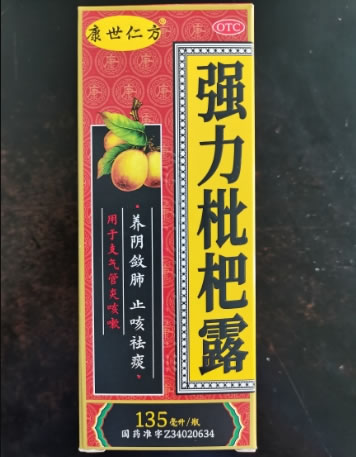 康世仁方®
OTC
强力枇杷露
·养阴敛肺 止咳祛痰·
用于支气管炎咳嗽
135毫升/瓶
国药准字Z34020634